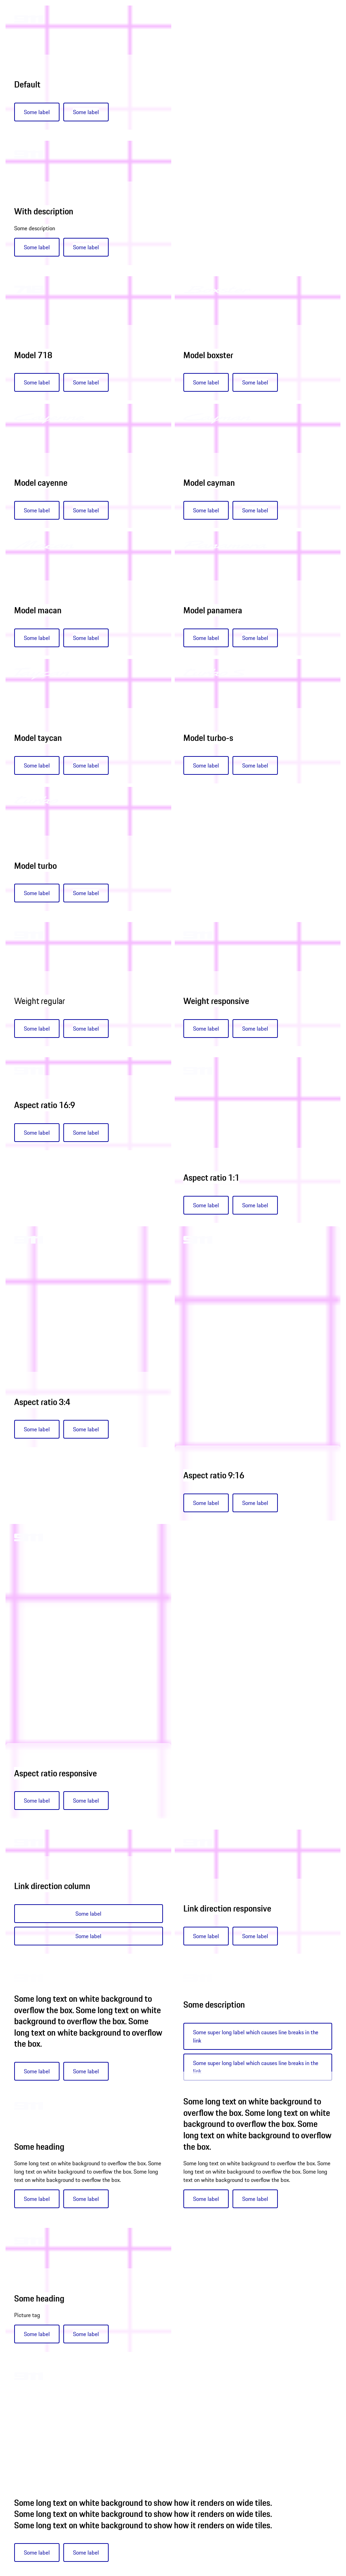 Default
Some label Some label
With description
Some description
Some label Some label
Model 718 Model boxster
Some label Some label Some label Some label
Model cayenne Model cayman
Some label Some label Some label Some label
Model macan Model panamera
Some label Some label Some label Some label
Model taycan Model turbo-s
Some label Some label Some label Some label
Model turbo
Some label Some label
Weight regular Weight responsive
Some label Some label Some label Some label
Aspect ratio 16:9
Some label Some label
Aspect ratio 1:1
Some label Some label
Aspect ratio 3:4
Some label Some label
Aspect ratio 9:16
Some label Some label
Aspect ratio responsive
Some label Some label
Link direction column
Some label
Some label
Link direction responsive
Some label Some label
Some long text on white background to
overflow the box. Some long text on white
background to overflow the box. Some
long text on white background to overflow
the box.
Some label Some label
Some description
Some super long label which causes line breaks in the
link
Some super long label which causes line breaks in the
link
Some heading
Some long text on white background to overflow the box. Some
long text on white background to overflow the box. Some long
text on white background to overflow the box.
Some label Some label
Some long text on white background to
overflow the box. Some long text on white
background to overflow the box. Some
long text on white background to overflow
the box.
Some long text on white background to overflow the box. Some
long text on white background to overflow the box. Some long
text on white background to overflow the box.
Some label Some label
Some heading
Picture tag
Some label Some label
Some long text on white background to show how it renders on wide tiles.
Some long text on white background to show how it renders on wide tiles.
Some long text on white background to show how it renders on wide tiles.
Some label Some label